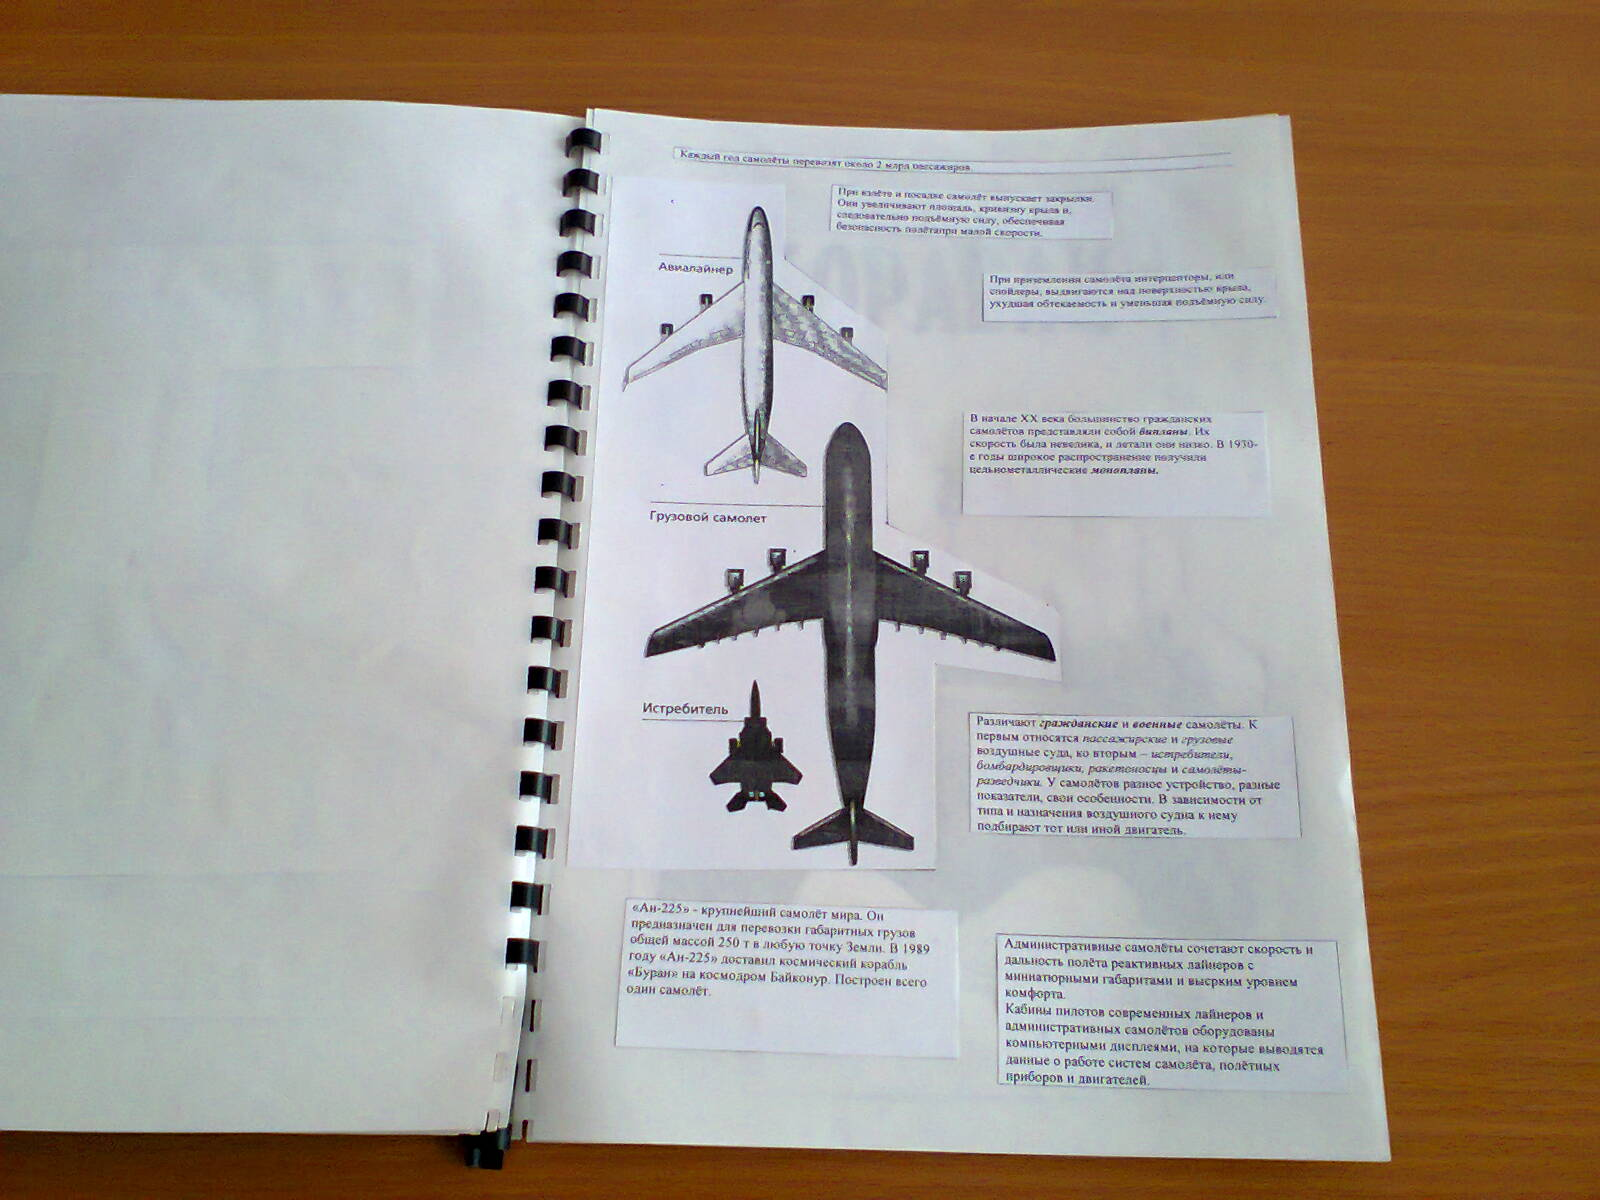 Каждый год самолёты перевозят около 2 млрд пассажиров.
При взлёте и посадке самолёт выпускает закрылки.
Они увеличивают площадь, кривизну крыла и,
следовательно подъёмную силу, обеспечивая
безопасность полётапри малой скорости.
Авиалайнер
При приземлении самолёта интерцепторы, или
спойлеры, выдвигаются над поверхностью крыла,
ухудшая обтекаемость и уменьшая подъёмную силу.
В начале XX века большинство гражданских
самолётов представляли собой бипланы. Их
скорость была невелика, и летали они низко. В 1930-
е годы широкое распространение получили
цельнометаллические монопланы.
Грузовой самолет
Истребитель
Различают гражданские и военные самолёты. К
первым относятся пассажирские и грузовые
воздушные суда, ко вторым – истребители,
бомбардировщики, ракетоносцы и самолёты-
разведчики. У самолётов разное устройство, разные
показатели, свои особенности. В зависимости от
типа и назначения воздушного судна к нему
подбирают тот или иной двигатель.
«Ан-225» - крупнейший самолёт мира. Он
предназначен для перевозки габаритных грузов
общей массой 250 т в любую точку Земли. В 1989
году «Ан-225» доставил космический корабль
«Буран» на космодром Байконур. Построен всего
один самолёт.
Административные самолёты сочетают скорость и
дальность полёта реактивных лайнеров с
миниатюрными габаритами и высрким уровнем
комфорта.
Кабины пилотов современных лайнеров и
административных самолётов оборудованы
компьютерными дисплеями, на которые выводятся
данные о работе систем самолёта, полётных
приборов и двигателей.